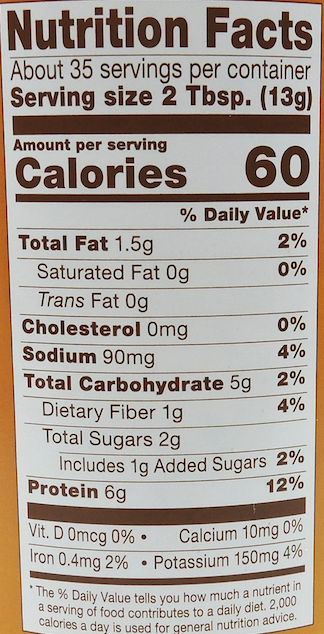 Nutrition Facts
About 35 servings per container
Serving size 2 Tbsp. (13g)
Amount per serving
Calories 60
% Daily Value*
Total Fat 1.5g 2%
Saturated Fat 0g 0%
Trans Fat 0g
Cholesterol 0mg 0%
Sodium 90mg 4%
Total Carbohydrate 5g 2%
Dietary Fiber 1g 4%
Total Sugars 2g
Includes 1g Added Sugars 2%
Protein 6g 12%
Vit. D 0mcg 0% • Calcium 10mg 0%
Iron 0.4mg 2% • Potassium 150mg 4%
* The % Daily Value tells you how much a nutrient in
a serving of food contributes to a daily diet. 2,000
calories a day is used for general nutrition advice.